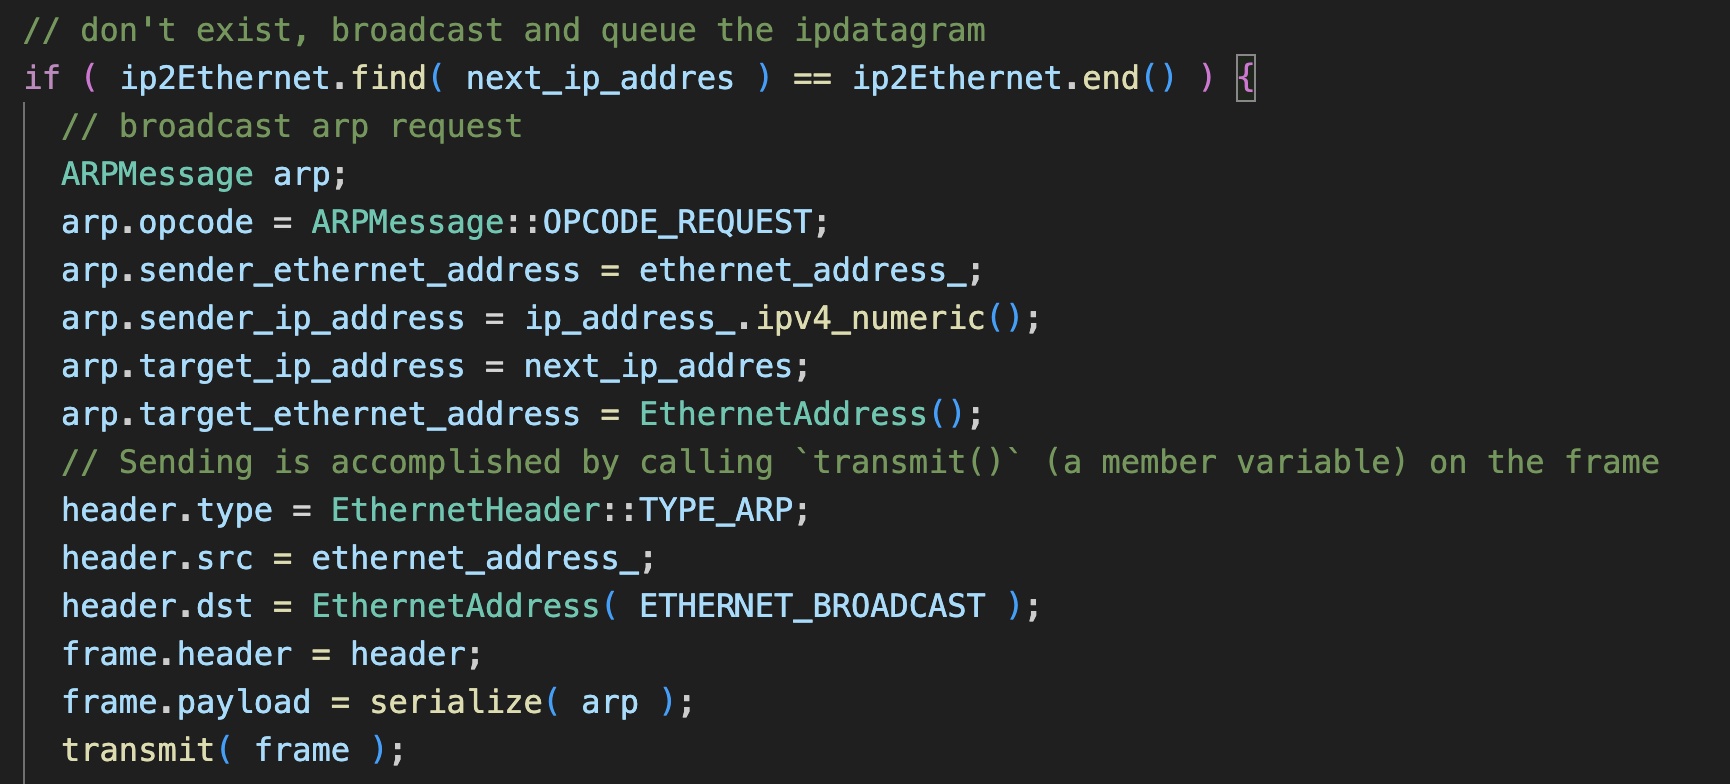 // don't exist, broadcast and queue the ipdatagram
if ( ip2Ethernet.find( next_ip_addres ) == ip2Ethernet.end() ) {
// broadcast arp request
ARPMessage arp;
arp.opcode = ARPMessage::OPCODE_REQUEST;
arp.sender_ethernet_address = ethernet_address_;
arp.sender_ip_address = ip_address_.ipv4_numeric();
arp.target_ip_address = next_ip_addres;
arp.target_ethernet_address = EthernetAddress();
// Sending is accomplished by calling `transmit()` (a member variable) on the frame
header.type = EthernetHeader::TYPE_ARP;
header.src = ethernet_address_;
header.dst = EthernetAddress( ETHERNET_BROADCAST );
frame.header = header;
frame.payload = serialize( arp );
transmit( frame );